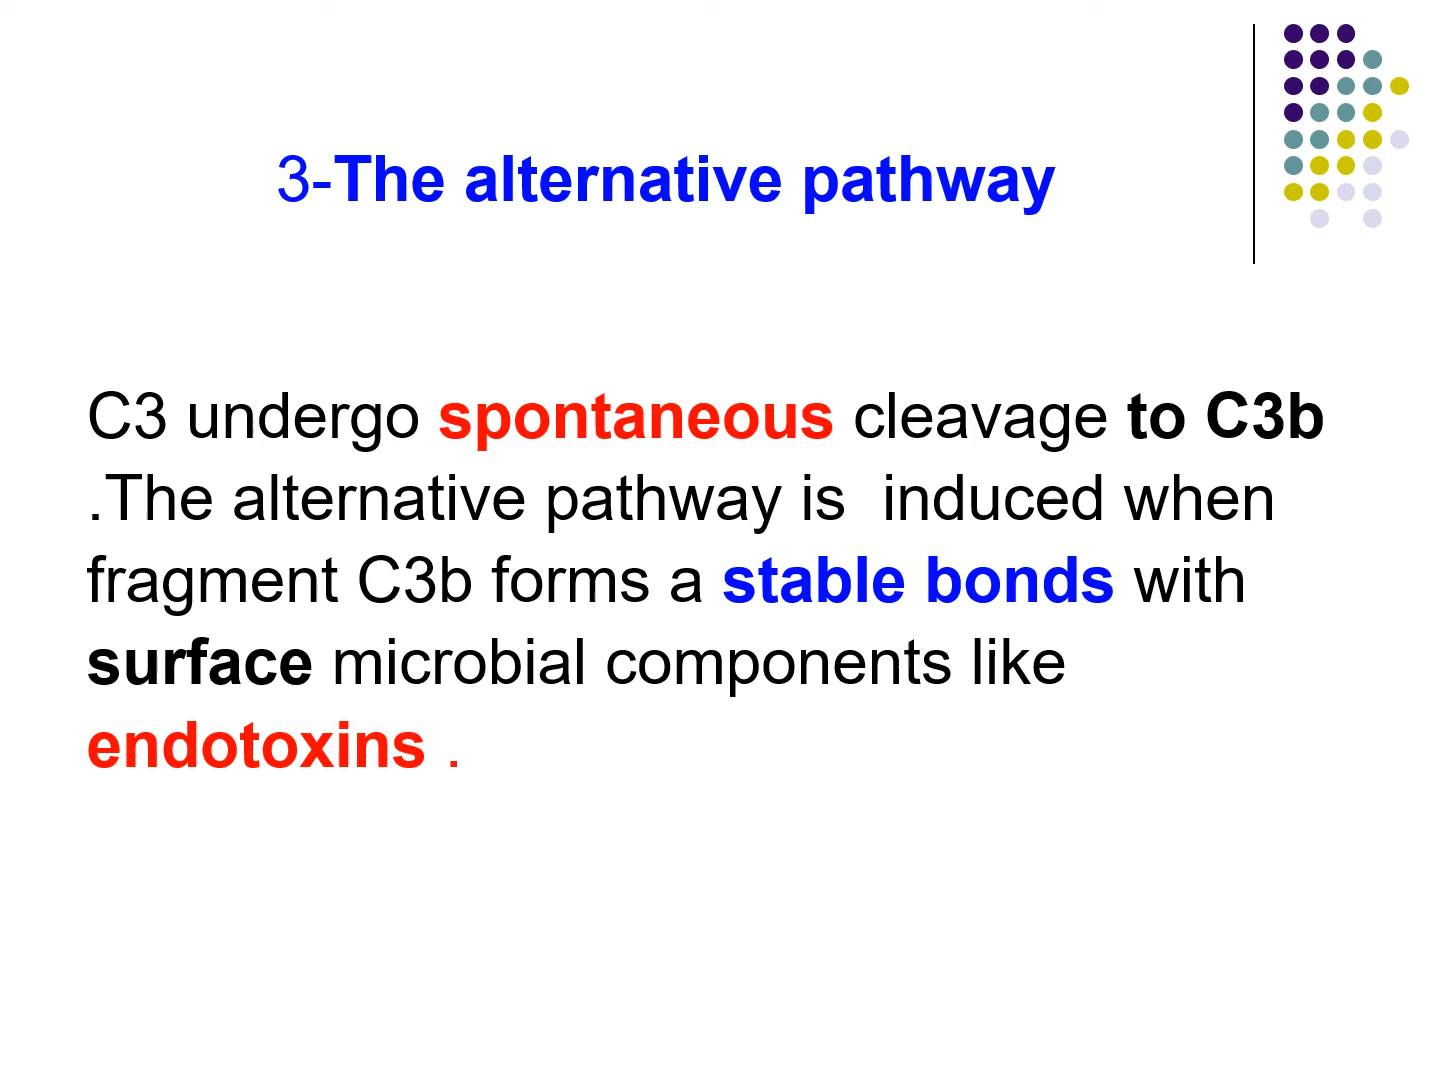 3-The alternative pathway
C3 undergo spontaneous cleavage to C3b
.The alternative pathway is  induced when
fragment C3b forms a stable bonds with
surface microbial components like
endotoxins .